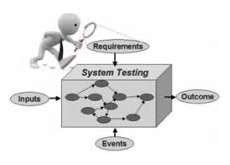 Requirements
System Testing
Inputs
Outcome
Events